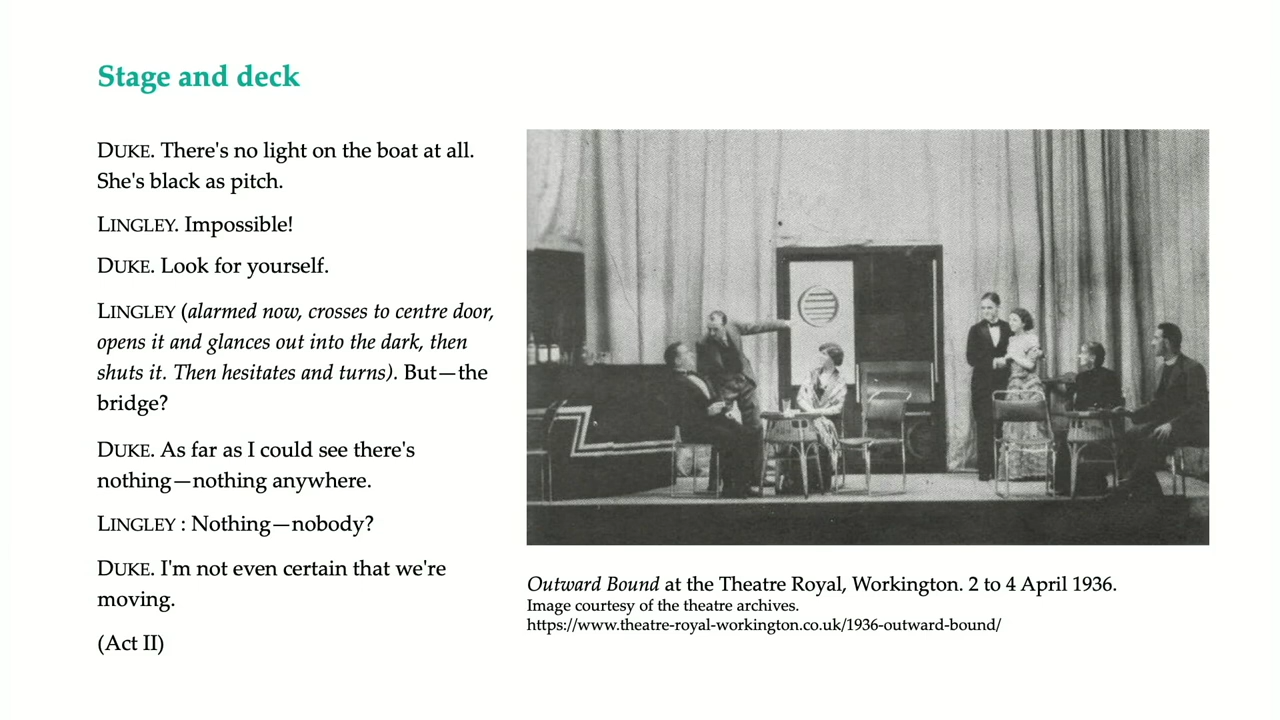 Stage and deck
DUKE. There's no light on the boat at all.
She's black as pitch.
LINGLEY. Impossible!
DUKE. Look for yourself.
LINGLEY (alarmed now, crosses to centre door,
opens it and glances out into the dark, then
shuts it. Then hesitates and turns). But—the
bridge?
DUKE. As far as I could see there's
nothing—nothing anywhere.
LINGLEY : Nothing—nobody?
DUKE. I'm not even certain that we're
moving.
(Act II)
Outward Bound at the Theatre Royal, Workington. 2 to 4 April 1936.
Image courtesy of the theatre archives.
https://www.theatre-royal-workington.co.uk/1936-outward-bound/